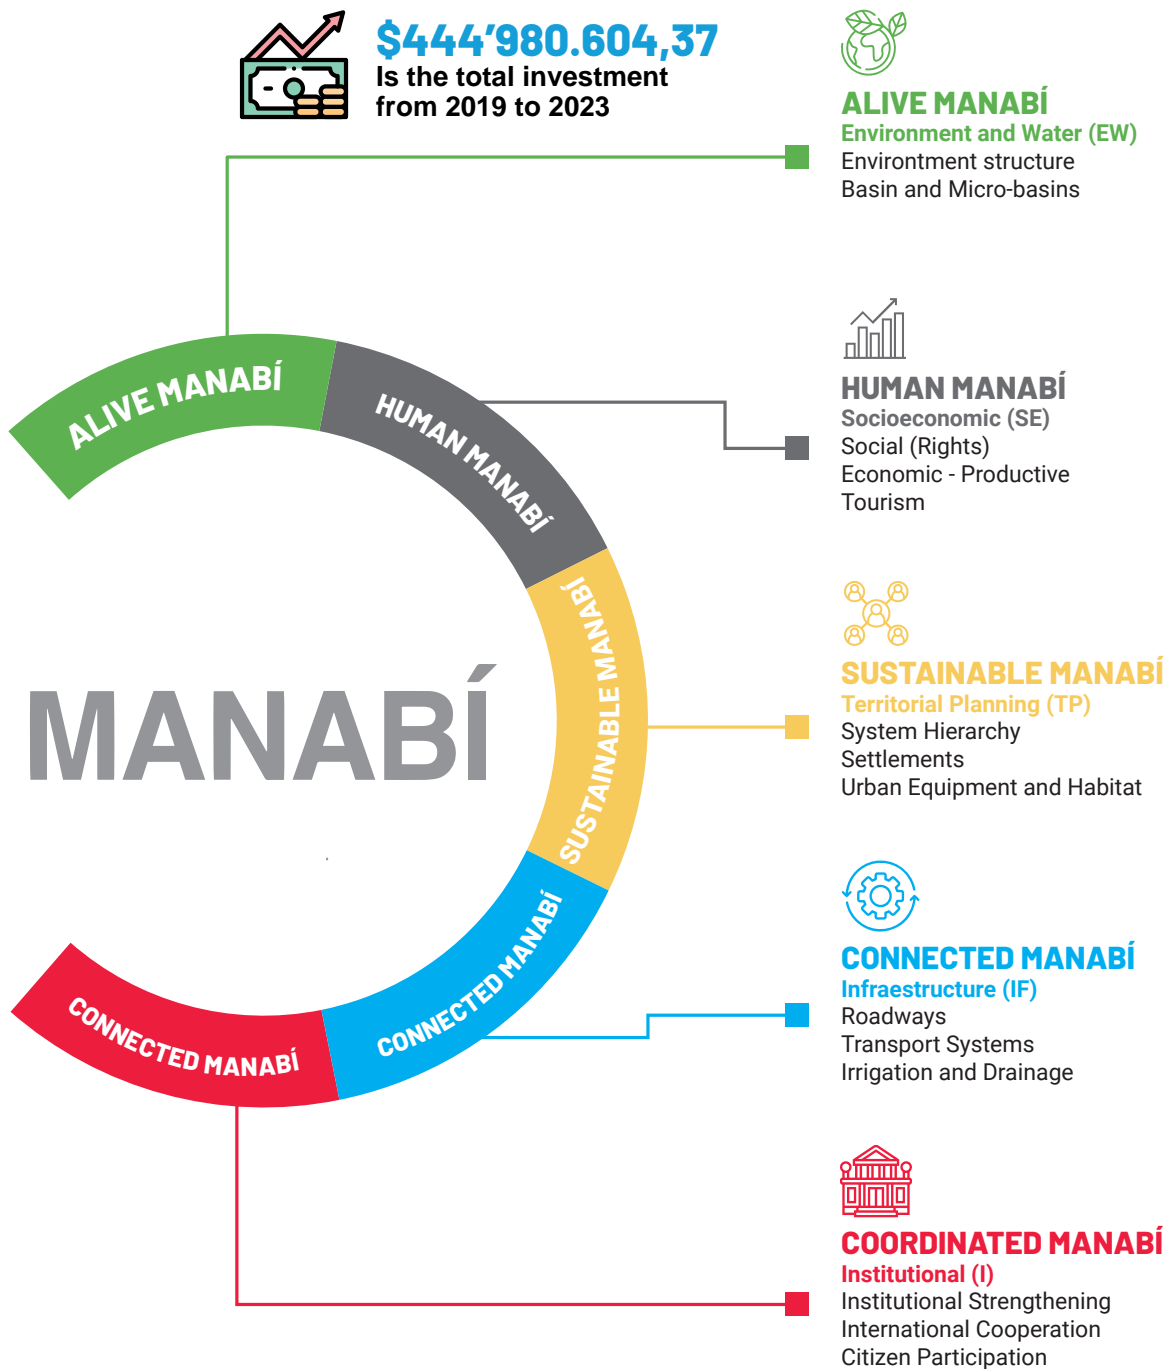 $444’980.604,37
Is the total investment
from 2019 to 2023
ALIVE MANABÍ
Environment and Water (EW)
Environtment structure
Basin and Micro-basins
HUMAN MANABÍ
Socioeconomic (SE)
Social (Rights)
Economic - Productive
Tourism
SUSTAINABLE MANABÍ
Territorial Planning (TP)
System Hierarchy
Settlements
Urban Equipment and Habitat
CONNECTED MANABÍ
Infraestructure (IF)
Roadways
Transport Systems
Irrigation and Drainage
COORDINATED MANABÍ
Institutional (I)
Institutional Strengthening
International Cooperation
Citizen Participation
ALIVE MANABÍ
HUMAN MANABÍ
SUSTAINABLE MANABÍ
CONNECTED MANABÍ
CONNECTED MANABÍ
MANABÍ